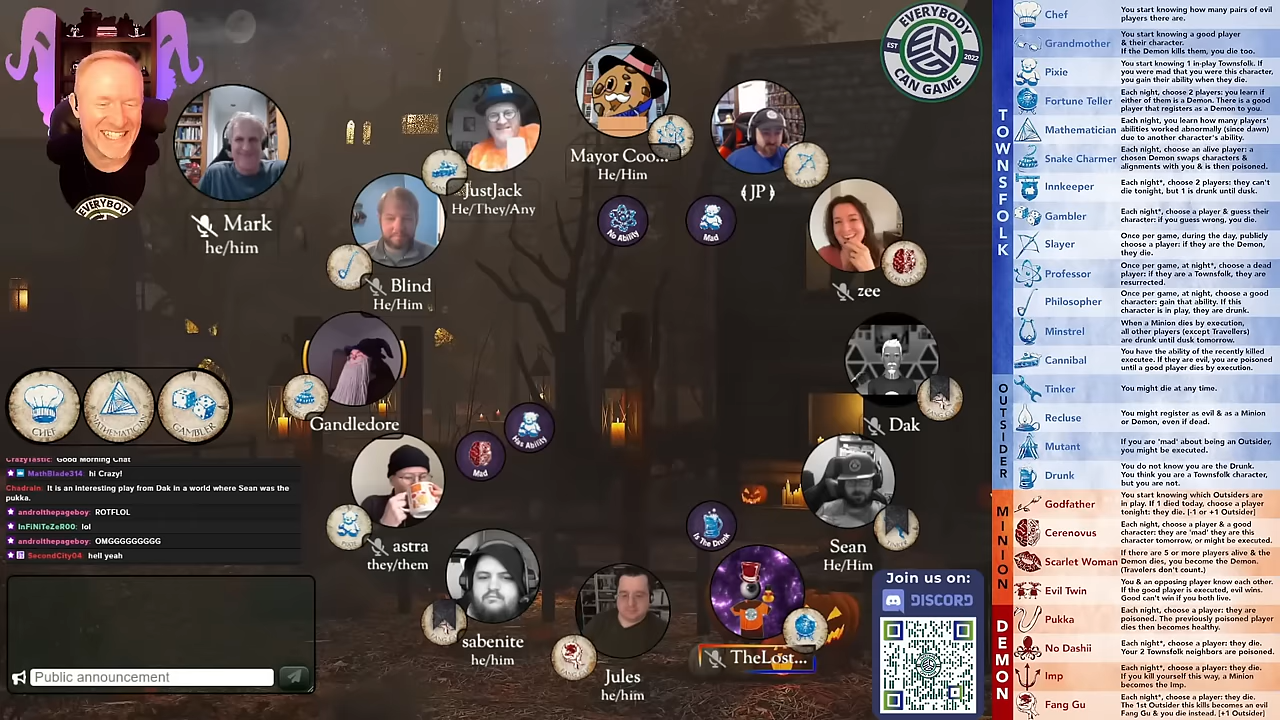 EVERYBODY
EST
2022
CAN GAME
EVERYBOD
Mark
he/him
JustJack
He/They/Any
Mayor Coo...
He/Him
{ JP }
Blind
He/Him
No Ability
Mad
zee
Gandledore
Has Ability
Mad
Dak
CHEF
MATHEMATICIAN
GAMBLER
astra
they/them
Is The Drunk
Sean
He/Him
sabenite
he/him
Jules
he/him
TheLost...
CrazyTastic: Good Morning Chat
MathBlade314: hi Crazy!
Chadrain: It is an interesting play from Dak in a world where Sean was the
pukka.
androithepageboy: ROTFLOL
InFiNiTeZeR00: lol
androithepageboy: OMGGGGGGGGG
SecondCity04: hell yeah
Public announcement
Join us on:
DISCORD
TOWNSFOLK
Chef
You start knowing how many pairs of evil
players there are.
Grandmother
You start knowing a good player
& their character.
If the Demon kills them, you die too.
Pixie
You start knowing 1 in-play Townsfolk. If
you were mad that you were this character,
you gain their ability when they die.
Fortune Teller
Each night, choose 2 players: you learn if
either of them is a Demon. There is a good
player that registers as a Demon to you.
Mathematician
Each night, you learn how many players'
abilities worked abnormally (since dawn)
due to another character's ability.
Snake Charmer
Each night, choose an alive player: a
chosen Demon swaps characters &
alignments with you & is then poisoned.
Innkeeper
Each night*, choose 2 players: they can't
die tonight, but 1 is drunk until dusk.
Gambler
Each night*, choose a player & guess their
character: if you guess wrong, you die.
Slayer
Once per game, during the day, publicly
choose a player: if they are the Demon,
they die.
Professor
Once per game, at night*, choose a dead
player: if they are a Townsfolk, they are
resurrected.
Philosopher
Once per game, at night, choose a good
character: gain that ability. If this
character is in play, they are drunk.
Minstrel
When a Minion dies by execution,
all other players (except Travellers)
are drunk until dusk tomorrow.
Cannibal
You have the ability of the recently killed
executee. If they are evil, you are poisoned
until a good player dies by execution.
OUTSIDER
Tinker
You might die at any time.
Recluse
You might register as evil & as a Minion
or Demon, even if dead.
Mutant
If you are 'mad' about being an Outsider,
you might be executed.
Drunk
You do not know you are the Drunk.
You think you are a Townsfolk character,
but you are not.
MINION
Godfather
You start knowing which Outsiders are
in play. If 1 died today, choose a player
tonight: they die. [-1 or +1 Outsider]
Cerenovus
Each night, choose a player & a good
character: they are 'mad' they are this
character tomorrow, or might be executed.
Scarlet Woman
If there are 5 or more players alive & the
Demon dies, you become the Demon.
(Travelers don't count.)
Evil Twin
You & an opposing player know each other.
If the good player is executed, evil wins.
Good can't win if you both live.
DEMON
Pukka
Each night, choose a player: they are
poisoned. The previously poisoned player
dies then becomes healthy.
No Dashii
Each night*, choose a player: they die.
Your 2 Townsfolk neighbors are poisoned.
Imp
Each night*, choose a player: they die.
If you kill yourself this way, a Minion
becomes the Imp.
Fang Gu
Each night*, choose a player: they die.
The 1st Outsider this kills becomes an evil
Fang Gu & you die instead. [+1 Outsider]